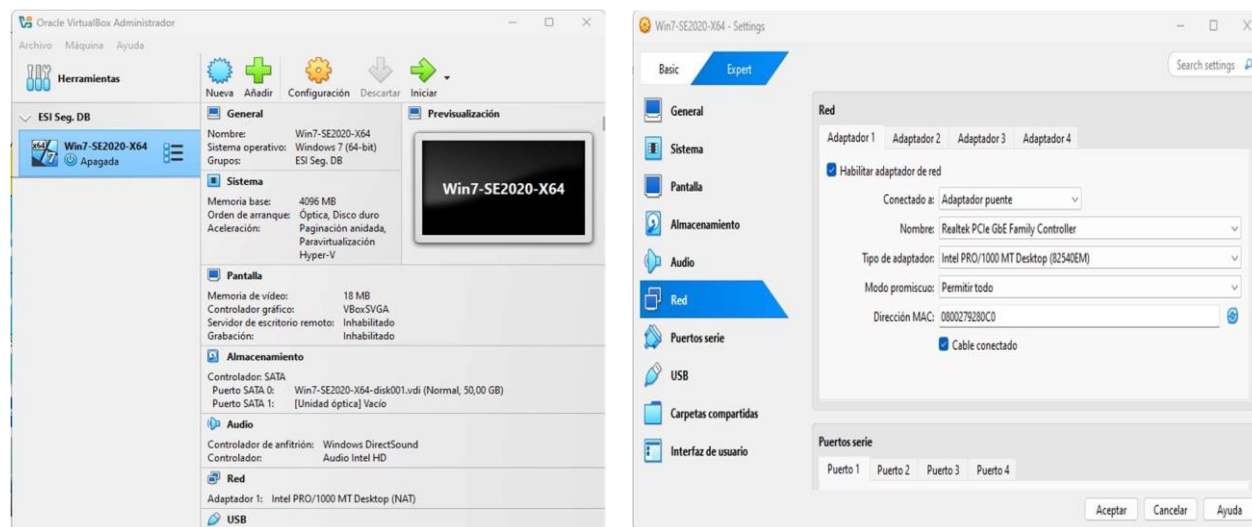 Oracle VirtualBox Administrador
Archivo Máquina Ayuda
Herramientas
Nueva Añadir Configuración Descartar Iniciar
ESI Seg. DB
Win7-SE2020-X64
Apagada
General
Nombre: Win7-SE2020-X64
Sistema operativo: Windows 7 (64-bit)
Grupos: ESI Seg. DB
Sistema
Memoria base: 4096 MB
Orden de arranque: Óptica, Disco duro
Aceleración: Paginación anidada,
Paravirtualización
Hyper-V
Previsualización
Win7-SE2020-X64
Pantalla
Memoria de vídeo: 18 MB
Controlador gráfico: VBoxSVGA
Servidor de escritorio remoto: Inhabilitado
Grabación: Inhabilitado
Almacenamiento
Controlador: SATA
Puerto SATA 0: Win7-SE2020-X64-disk001.vdi (Normal, 50,00 GB)
Puerto SATA 1: [Unidad óptica] Vacío
Audio
Controlador de anfitrión: Windows DirectSound
Controlador: Audio Intel HD
Red
Adaptador 1: Intel PRO/1000 MT Desktop (NAT)
USB
Win7-SE2020-X64 - Settings
Basic Expert
Search settings
General
Sistema
Pantalla
Almacenamiento
Audio
Red
Puertos serie
USB
Carpetas compartidas
Interfaz de usuario
Red
Adaptador 1 Adaptador 2 Adaptador 3 Adaptador 4
Habilitar adaptador de red
Conectado a: Adaptador puente
Nombre: Realtek PCIe GbE Family Controller
Tipo de adaptador: Intel PRO/1000 MT Desktop (82540EM)
Modo promiscuo: Permitir todo
Dirección MAC: 0800279280C0
Cable conectado
Puertos serie
Puerto 1 Puerto 2 Puerto 3 Puerto 4
Aceptar Cancelar Ayuda